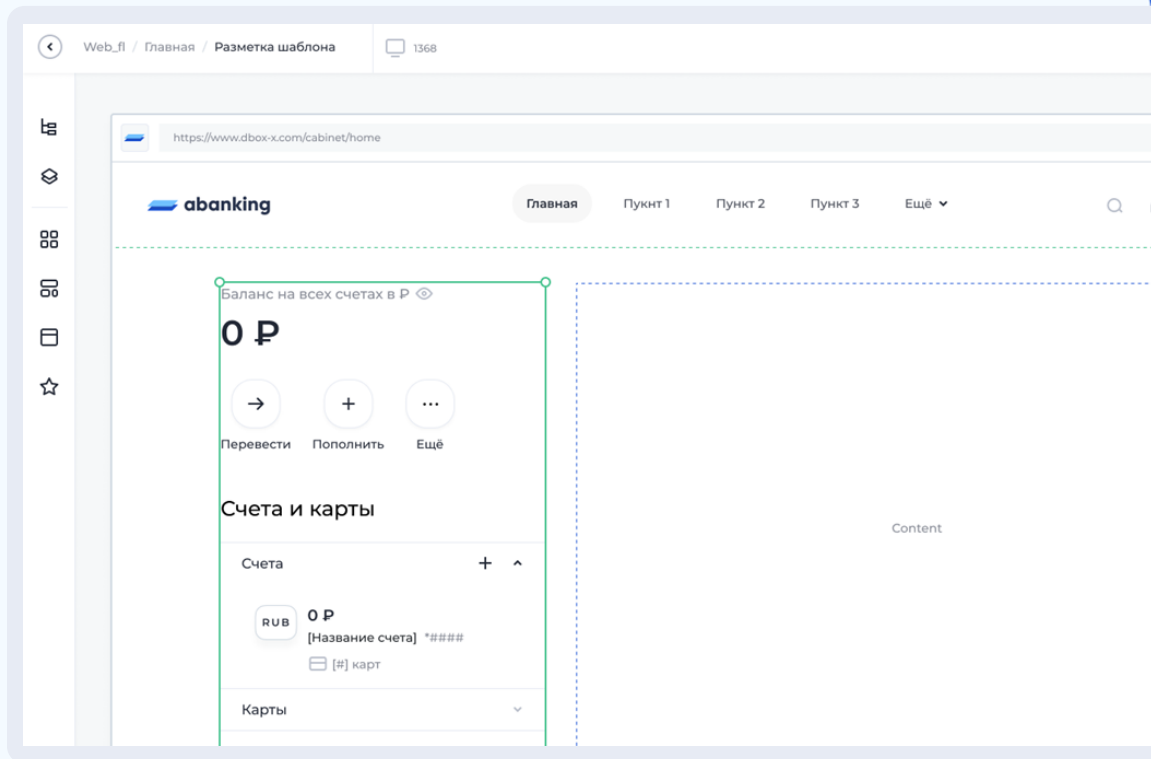 Web_fl / Главная / Разметка шаблона 1368
https://www.dbox-x.com/cabinet/home
abanking Главная Пукнт 1 Пункт 2 Пункт 3 Ещё
Баланс на всех счетах в ₽
0 ₽
Перевести Пополнить Ещё
Счета и карты
Content
Счета
RUB 0 ₽
[Название счета] *####
[#] карт
Карты